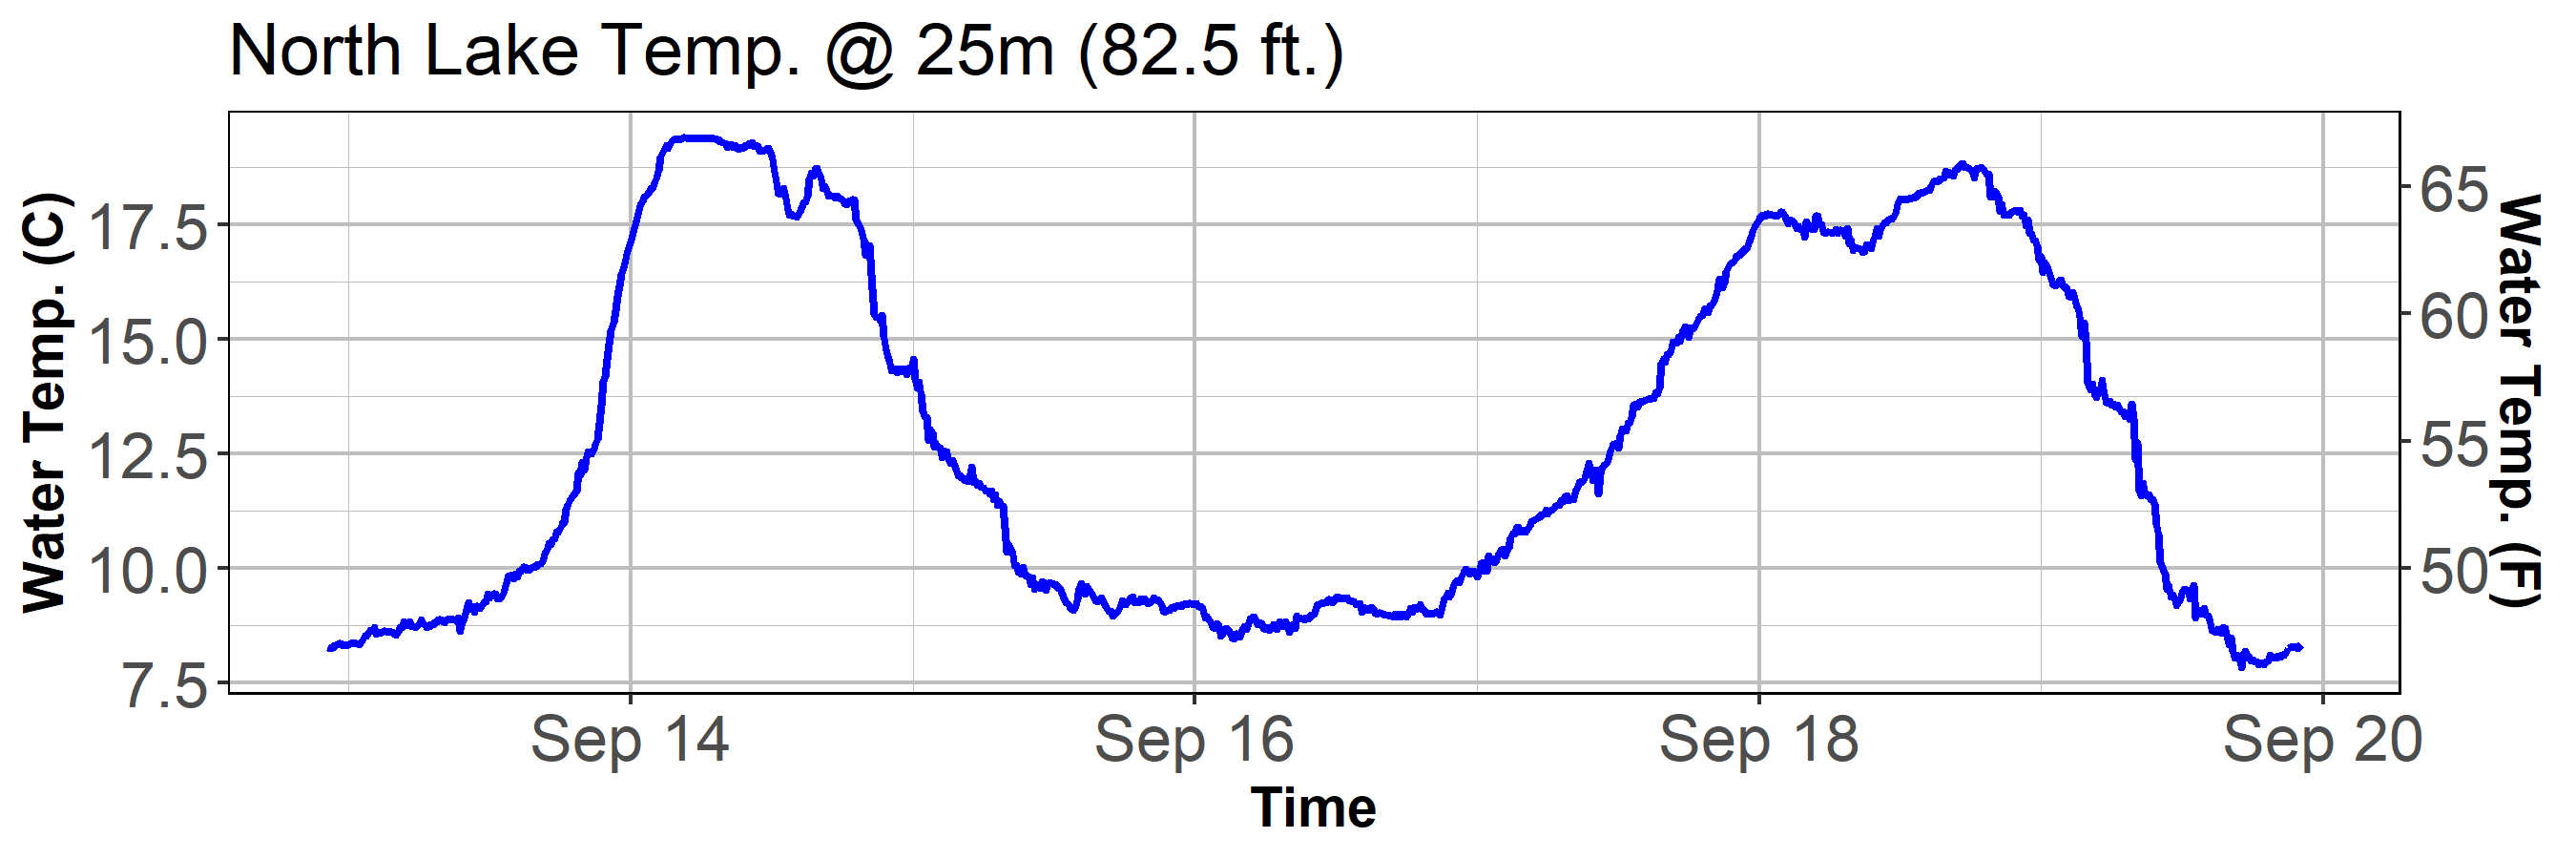 North Lake Temp. @ 25m (82.5 ft.)
Water Temp. (C)
17.5
15.0
12.5
10.0
7.5
65
60
55
50
Water Temp. (F)
Sep 14
Sep 16
Sep 18
Sep 20
Time